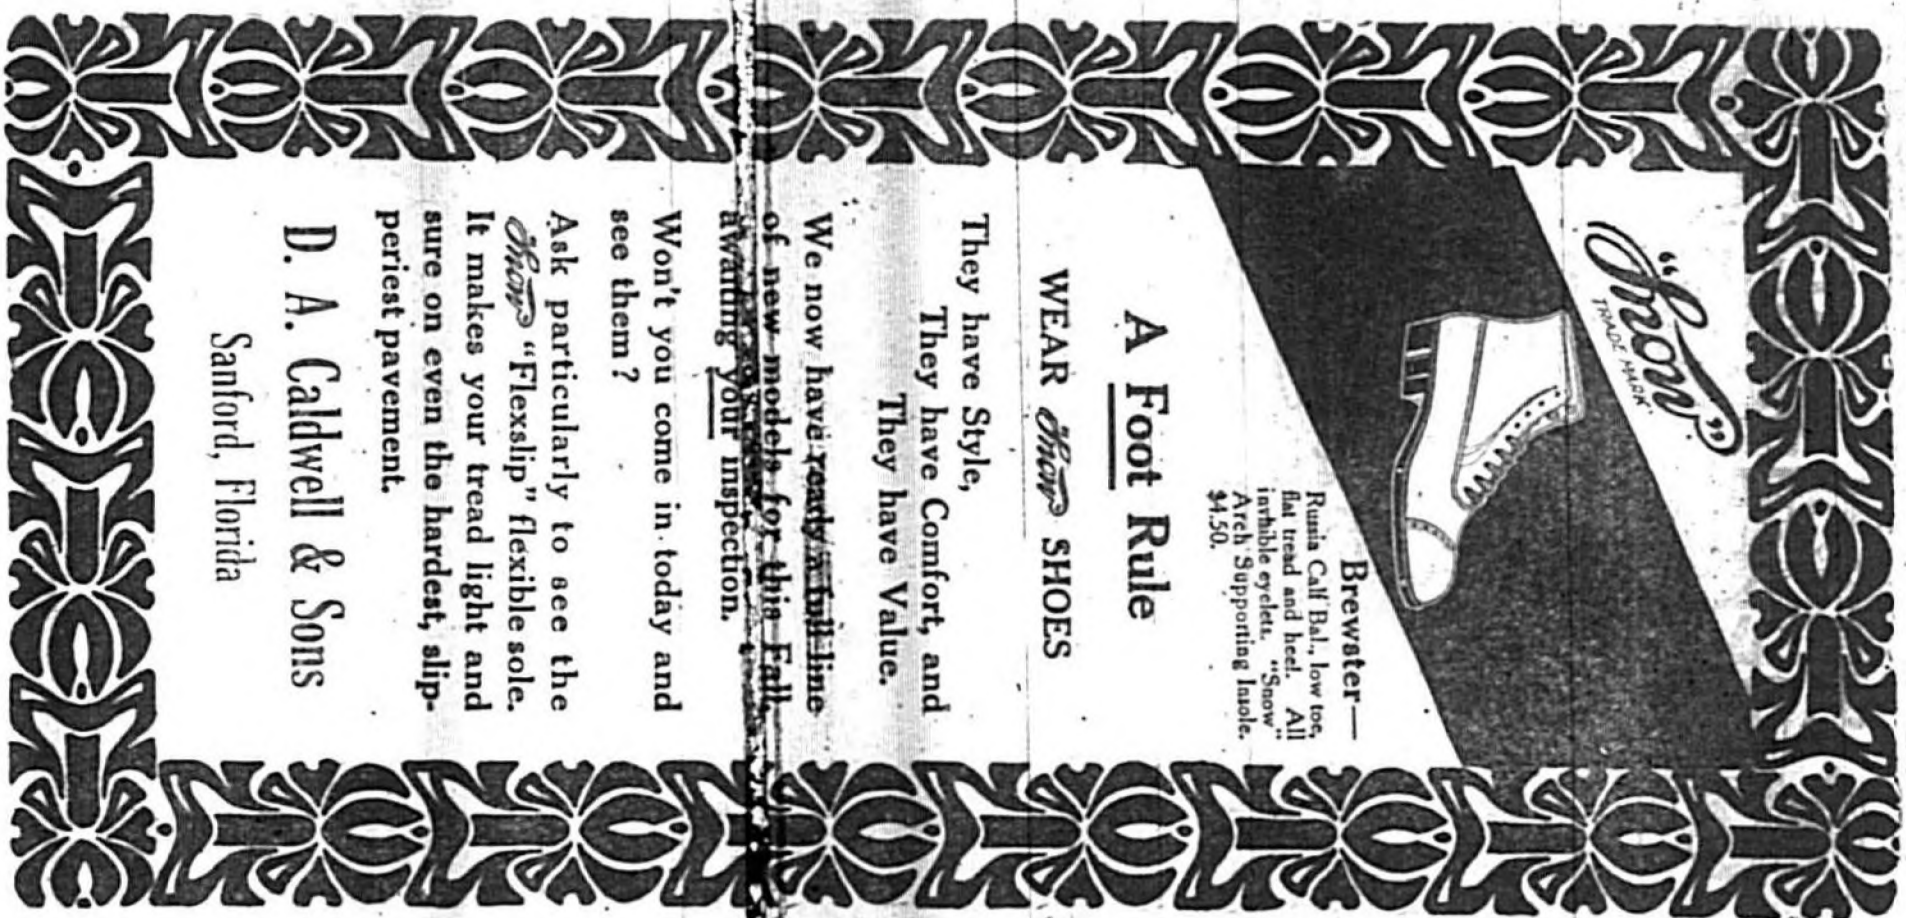 "Snow"
TRADE MARK
Brewster—
Russia Calf Bal., low toe,
flat tread and heel. All
invisible eyelets. "Snow"
Arch Supporting Insole.
$4.50.
A Foot Rule
WEAR Snow SHOES
They have Style,
They have Comfort, and
They have Value.
We now have ready a full line
of new models for this Fall,
awaiting your inspection.
Won't you come in today and
see them?
Ask particularly to see the
Snow "Flexslip" flexible sole.
It makes your tread light and
sure on even the hardest, slip-
periest pavement.
D. A. Caldwell & Sons
Sanford, Florida